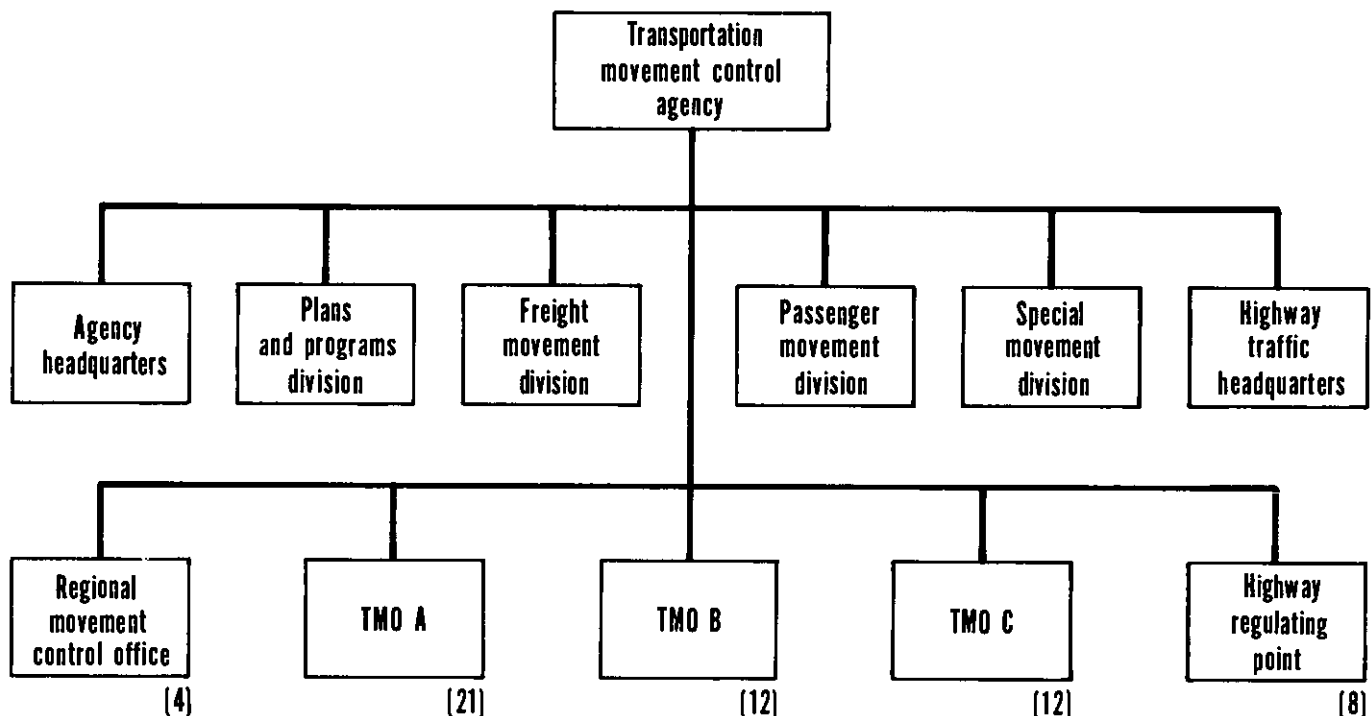 Transportation
movement control
agency
Agency
headquarters
Plans
and programs
division
Freight
movement
division
Passenger
movement
division
Special
movement
division
Highway
traffic
headquarters
Regional
movement
control office
(4)
TMO A
(21)
TMO B
(12)
TMO C
(12)
Highway
regulating
point
(8)